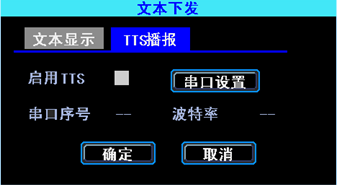 文本下发
文本显示 TTS播报
启用TTS 串口设置
串口序号 -- 波特率 --
确定 取消